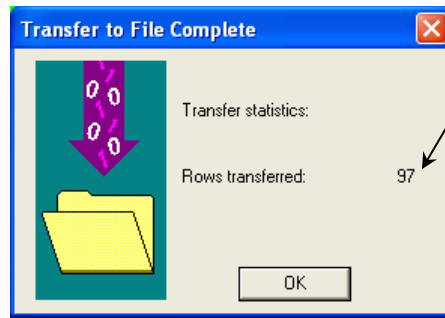 Transfer to File Complete
Transfer statistics:
Rows transferred: 97
OK